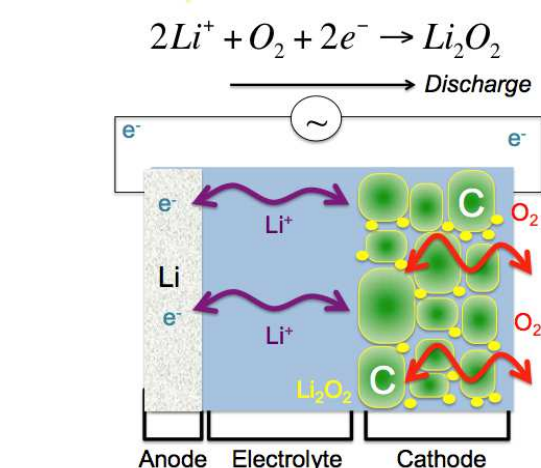 2Li⁺ + O₂ + 2e⁻ → Li₂O₂
Discharge
~
e⁻
e⁻
e⁻
Li⁺
C
O₂
Li
e⁻
Li⁺
O₂
Li₂O₂
C
Anode Electrolyte Cathode